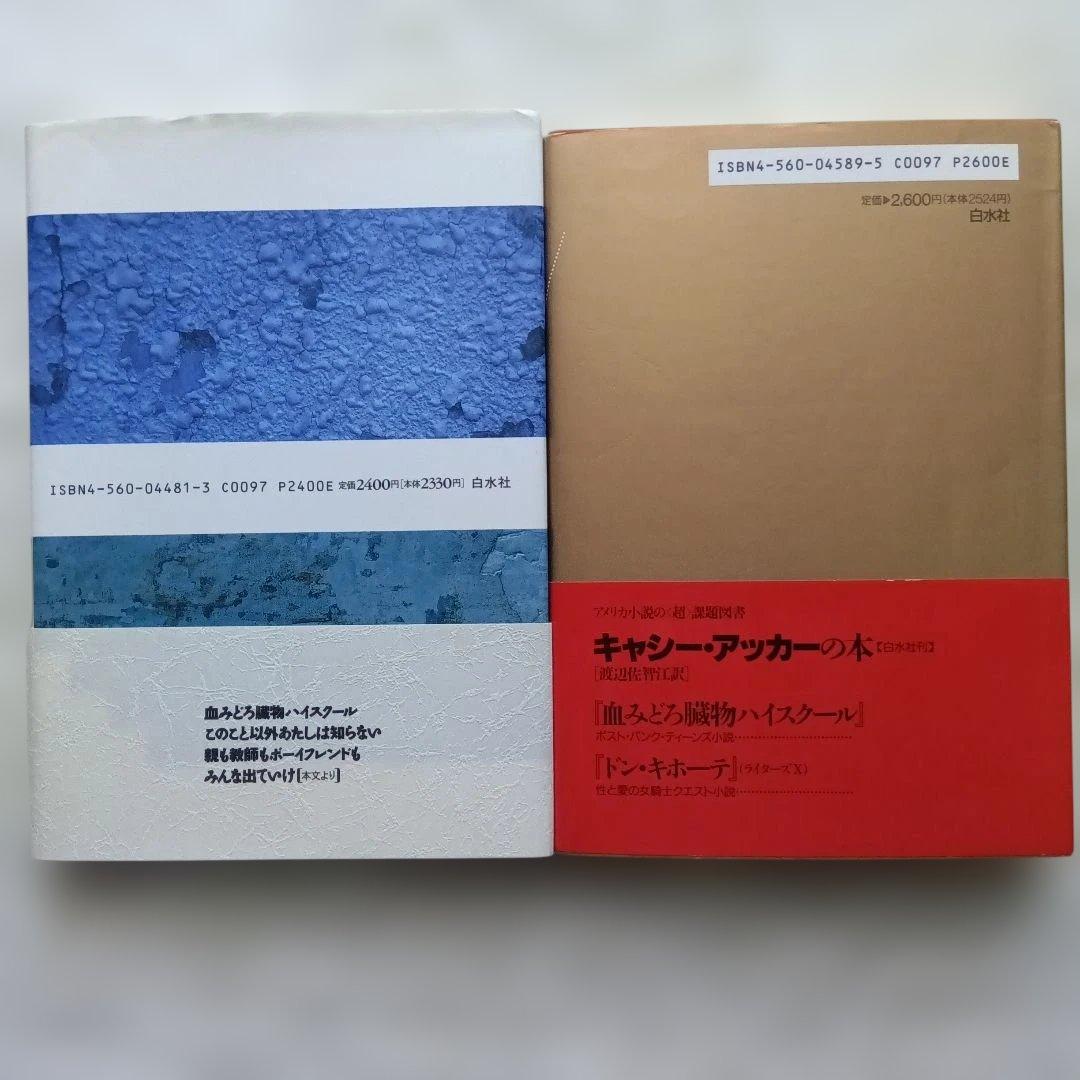 ISBN4-560-04481-3 C0097 P2400E 定価2400円[本体2330円] 白水社
血みどろ臓物ハイスクール
このこと以外あたしは知らない
親も教師もボーイフレンドも
みんな出ていけ[本文より]
ISBN4-560-04589-5 C0097 P2600E
定価▶2,600円(本体2524円)
白水社
アメリカ小説の〈超〉課題図書
キャシー・アッカーの本【白水社刊】
[渡辺佐智江訳]
『血みどろ臓物ハイスクール』
ポスト・パンク・ティーンズ小説……………………………
『ドン・キホーテ』(ライターズX)
性と愛の女騎士クエスト小説……………………………